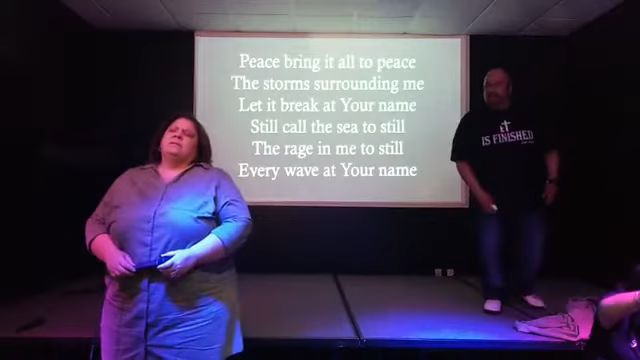 Peace bring it all to peace
The storms surrounding me
Let it break at Your name
Still call the sea to still
The rage in me to still
Every wave at Your name
IS FINISHED